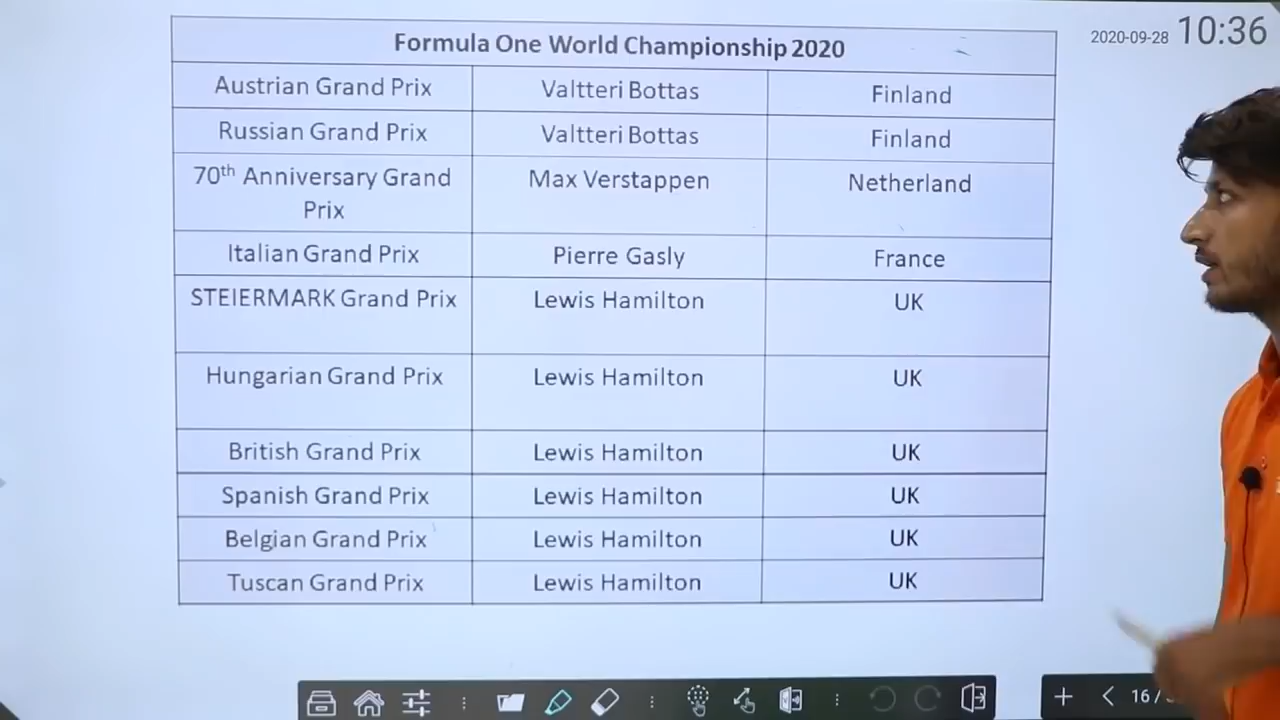 2020-09-28 10:36
Formula One World Championship 2020
Austrian Grand Prix Valtteri Bottas Finland
Russian Grand Prix Valtteri Bottas Finland
70th Anniversary Grand Max Verstappen Netherland
Prix
Italian Grand Prix Pierre Gasly France
STEIERMARK Grand Prix Lewis Hamilton UK
Hungarian Grand Prix Lewis Hamilton UK
British Grand Prix Lewis Hamilton UK
Spanish Grand Prix Lewis Hamilton UK
Belgian Grand Prix Lewis Hamilton UK
Tuscan Grand Prix Lewis Hamilton UK
16 /